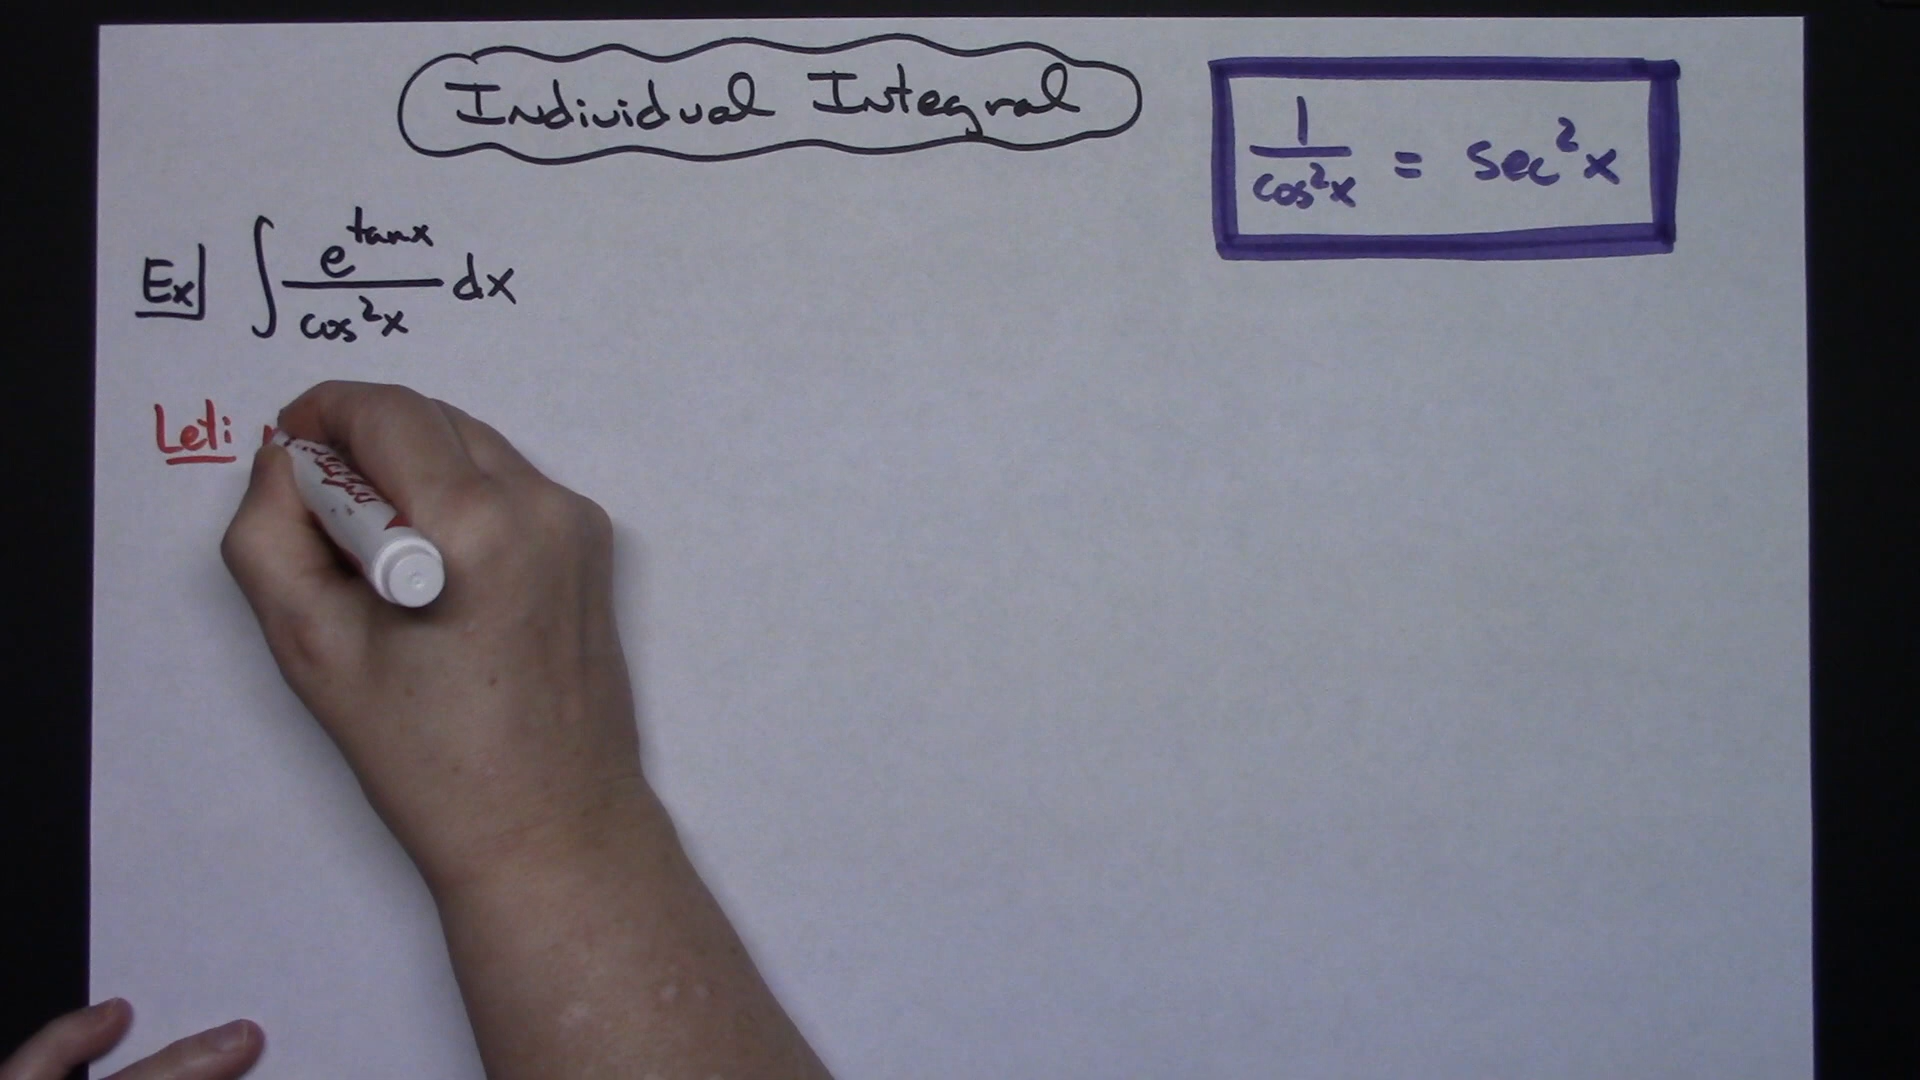 Individual Integral
1/cos²x = sec²x
Ex ∫ e^tanx/cos²x dx
Let: